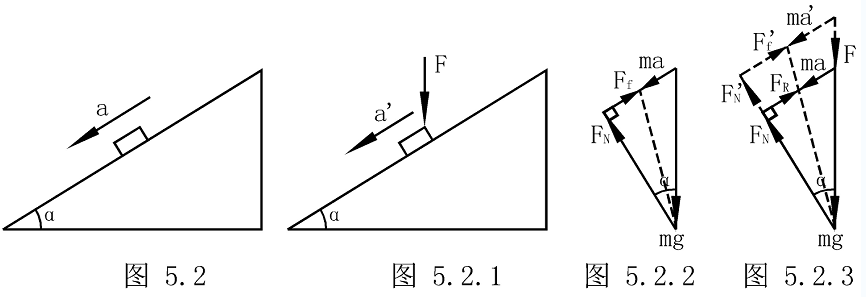 a
α
图 5.2
F
a'
α
图 5.2.1
ma
F_f
F_N
α
mg
图 5.2.2
ma'
F_f'
F
ma
F_R
F_N'
F_N
α
mg
图 5.2.3